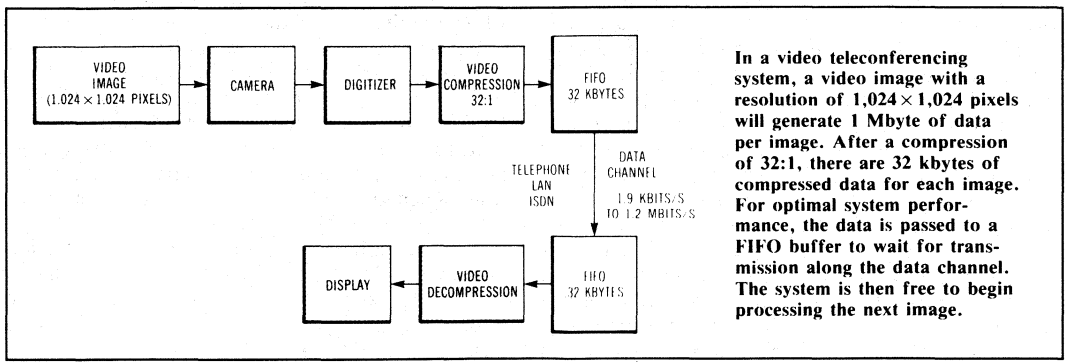 VIDEO
IMAGE
(1.024 × 1.024 PIXELS)
CAMERA
DIGITIZER
VIDEO
COMPRESSION
32:1
FIFO
32 KBYTES
TELEPHONE
LAN
ISDN
DATA
CHANNEL
1.9 KBITS/S
TO 1.2 MBITS/S
DISPLAY
VIDEO
DECOMPRESSION
FIFO
32 KBYTES
In a video teleconferencing
system, a video image with a
resolution of 1,024 × 1,024 pixels
will generate 1 Mbyte of data
per image. After a compression
of 32:1, there are 32 kbytes of
compressed data for each image.
For optimal system perfor-
mance, the data is passed to a
FIFO buffer to wait for trans-
mission along the data channel.
The system is then free to begin
processing the next image.